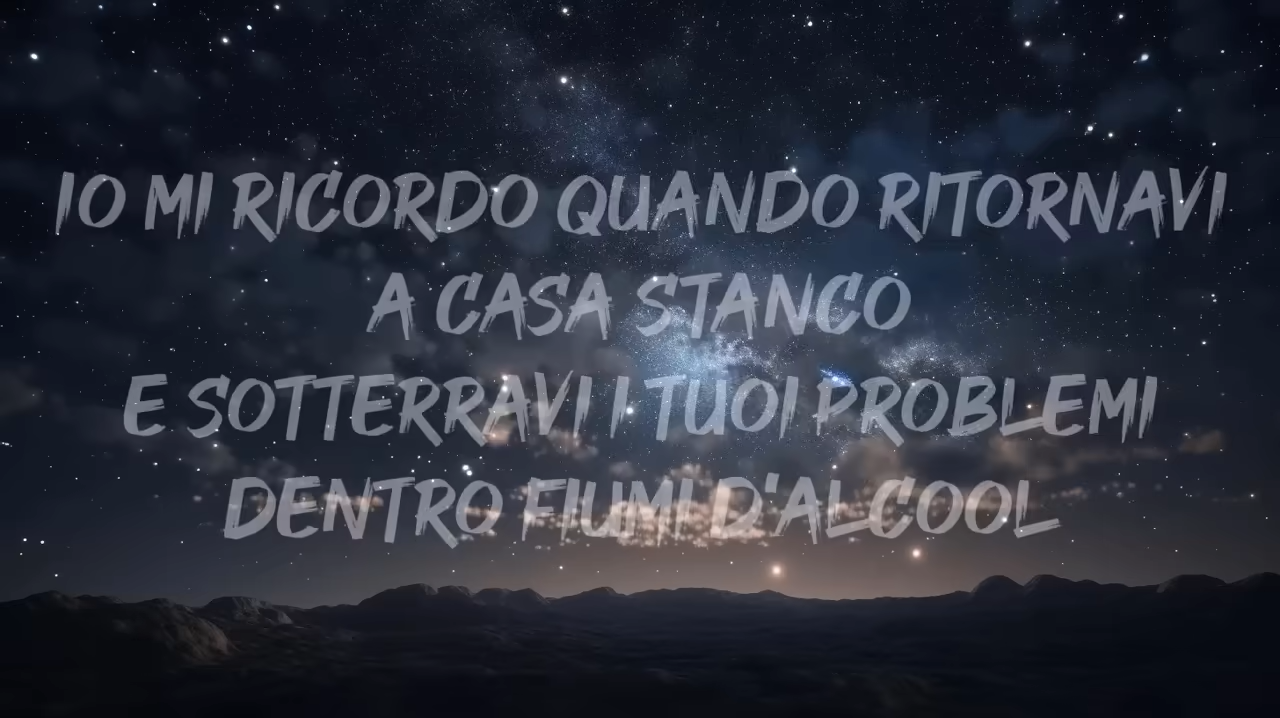 IO MI RICORDO QUANDO RITORNAVI
A CASA STANCO
E SOTTERRAVI I TUOI PROBLEMI
DENTRO FIUMI D'ALCOOL